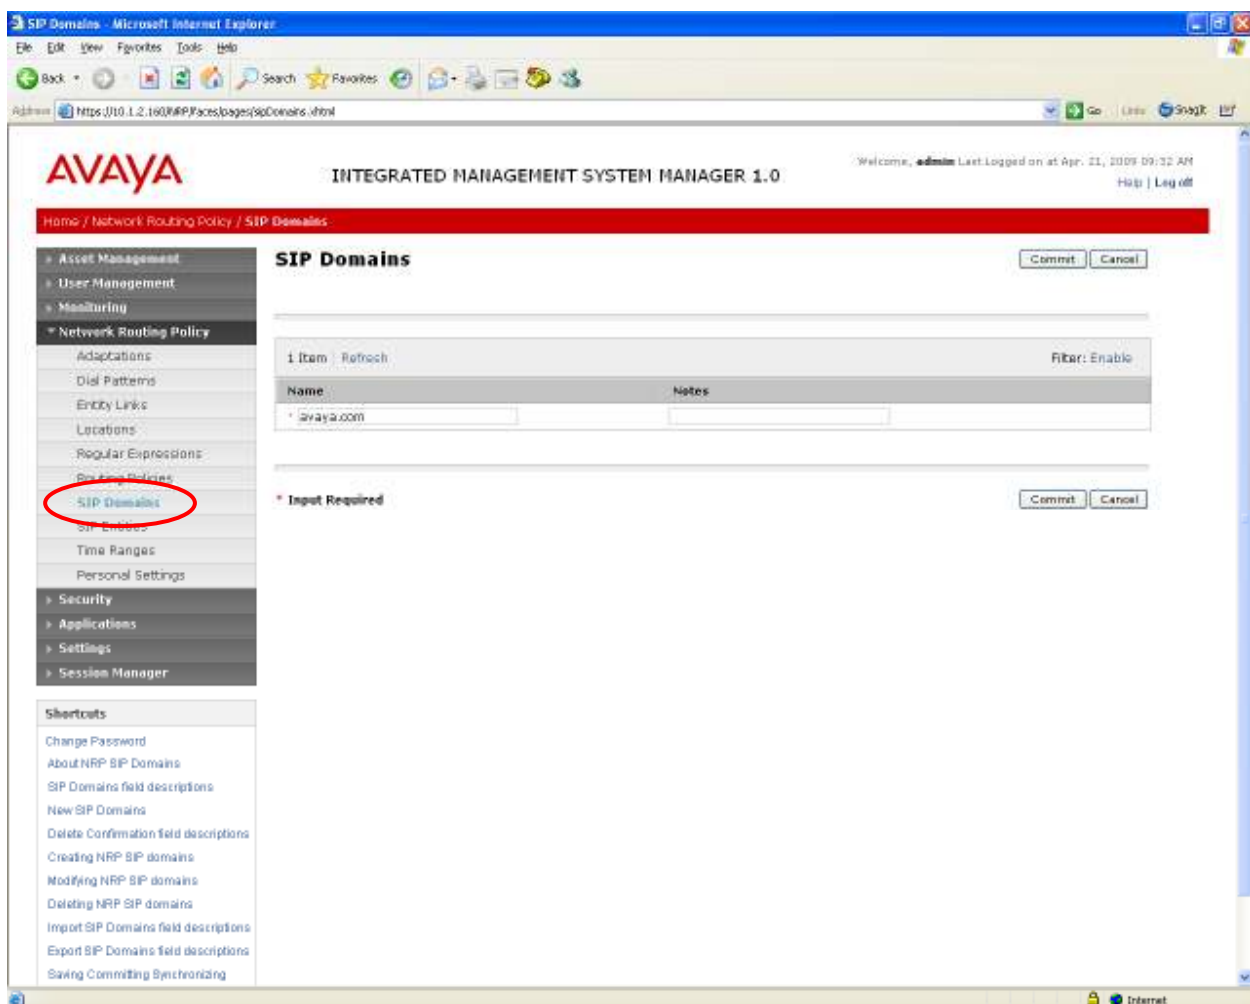 SIP Domains - Microsoft Internet Explorer
File Edit View Favorites Tools Help
Back Search Favorites
Address https://10.1.2.160/NRP/faces/pages/sipDomains.xhtml Go Links SnagIt
AVAYA
INTEGRATED MANAGEMENT SYSTEM MANAGER 1.0
Welcome, admin Last Logged on at Apr. 21, 2009 09:32 AM
Help | Log off
Home / Network Routing Policy / SIP Domains
Asset Management
User Management
Monitoring
Network Routing Policy
Adaptations
Dial Patterns
Entity Links
Locations
Regular Expressions
Routing Policies
SIP Domains
SIP Entities
Time Ranges
Personal Settings
Security
Applications
Settings
Session Manager
Shortcuts
Change Password
About NRP SIP Domains
SIP Domains field descriptions
New SIP Domains
Delete Confirmation field descriptions
Creating NRP SIP domains
Modifying NRP SIP domains
Deleting NRP SIP domains
Import SIP Domains field descriptions
Export SIP Domains field descriptions
Saving Committing Synchronizing
SIP Domains
Commit Cancel
1 Item Refresh Filter: Enable
Name Notes
* avaya.com
* Input Required
Commit Cancel
Internet